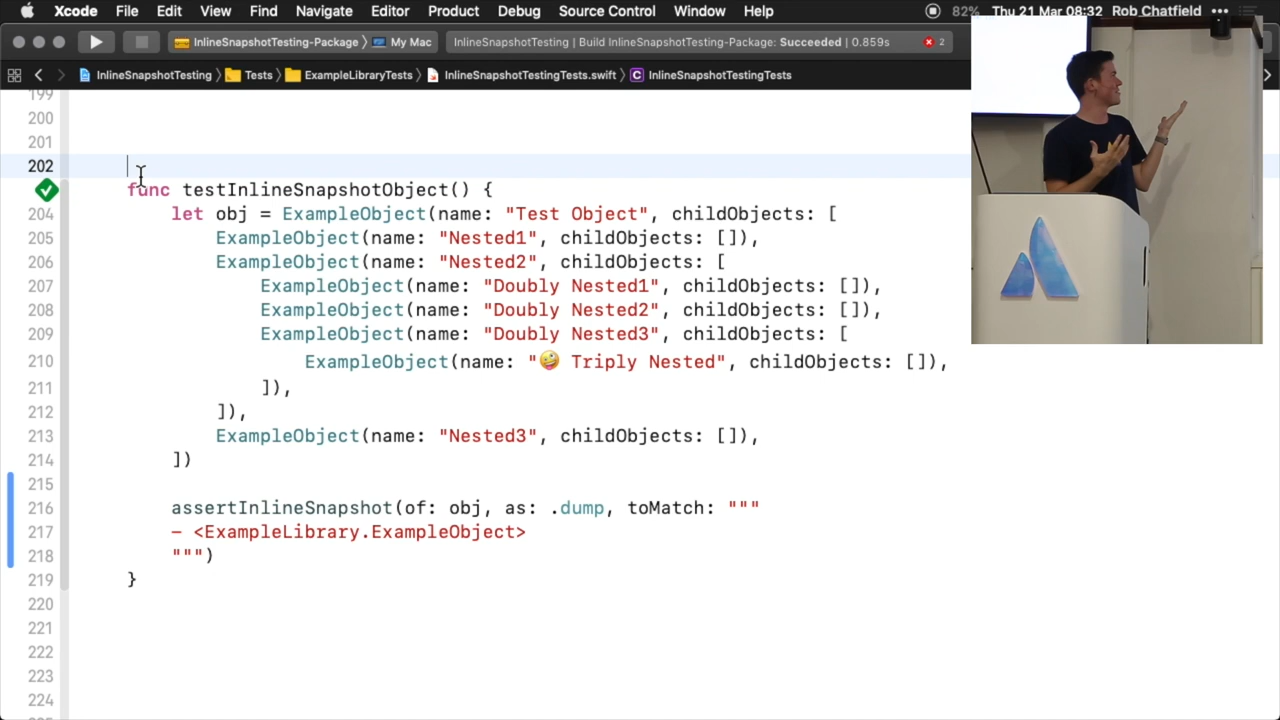 Xcode File Edit View Find Navigate Editor Product Debug Source Control Window Help 82% Thu 21 Mar 08:32 Rob Chatfield
InlineSnapshotTesting-Package My Mac InlineSnapshotTesting | Build InlineSnapshotTesting-Package: Succeeded | 0.859s 2
InlineSnapshotTesting Tests ExampleLibraryTests InlineSnapshotTestingTests.swift C InlineSnapshotTestingTests
199
200
201
202
func testInlineSnapshotObject() {
204 let obj = ExampleObject(name: "Test Object", childObjects: [
205 ExampleObject(name: "Nested1", childObjects: []),
206 ExampleObject(name: "Nested2", childObjects: [
207 ExampleObject(name: "Doubly Nested1", childObjects: []),
208 ExampleObject(name: "Doubly Nested2", childObjects: []),
209 ExampleObject(name: "Doubly Nested3", childObjects: [
210 ExampleObject(name: "🤪 Triply Nested", childObjects: []),
211 ]),
212 ]),
213 ExampleObject(name: "Nested3", childObjects: []),
214 ])
215
216 assertInlineSnapshot(of: obj, as: .dump, toMatch: """
217 – <ExampleLibrary.ExampleObject>
218 """)
219 }
220
221
222
223
224